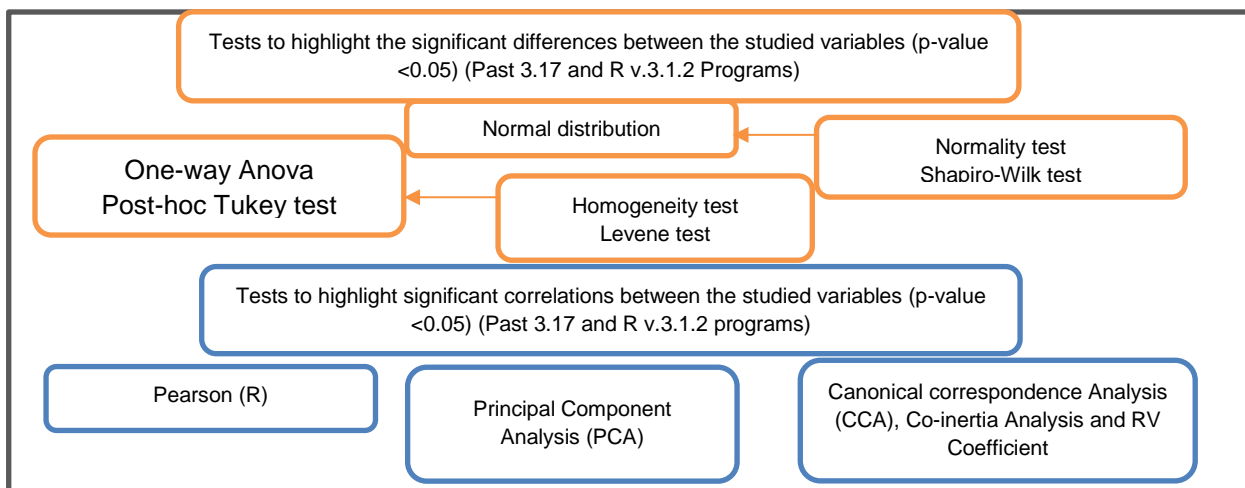 Tests to highlight the significant differences between the studied variables (p-value
<0.05) (Past 3.17 and R v.3.1.2 Programs)
Normal distribution
Normality test
Shapiro-Wilk test
One-way Anova
Post-hoc Tukey test
Homogeneity test
Levene test
Tests to highlight significant correlations between the studied variables (p-value
<0.05) (Past 3.17 and R v.3.1.2 programs)
Pearson (R)
Principal Component
Analysis (PCA)
Canonical correspondence Analysis
(CCA), Co-inertia Analysis and RV
Coefficient